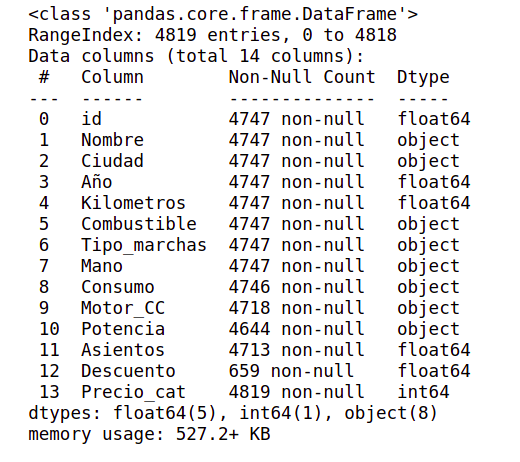 <class 'pandas.core.frame.DataFrame'>
RangeIndex: 4819 entries, 0 to 4818
Data columns (total 14 columns):
 #   Column        Non-Null Count  Dtype
---  ------        --------------  -----
 0   id            4747 non-null   float64
 1   Nombre        4747 non-null   object
 2   Ciudad        4747 non-null   object
 3   Año           4747 non-null   float64
 4   Kilometros    4747 non-null   float64
 5   Combustible   4747 non-null   object
 6   Tipo_marchas  4747 non-null   object
 7   Mano          4747 non-null   object
 8   Consumo       4746 non-null   object
 9   Motor_CC      4718 non-null   object
 10  Potencia      4644 non-null   object
 11  Asientos      4713 non-null   float64
 12  Descuento     659 non-null    float64
 13  Precio_cat    4819 non-null   int64
dtypes: float64(5), int64(1), object(8)
memory usage: 527.2+ KB